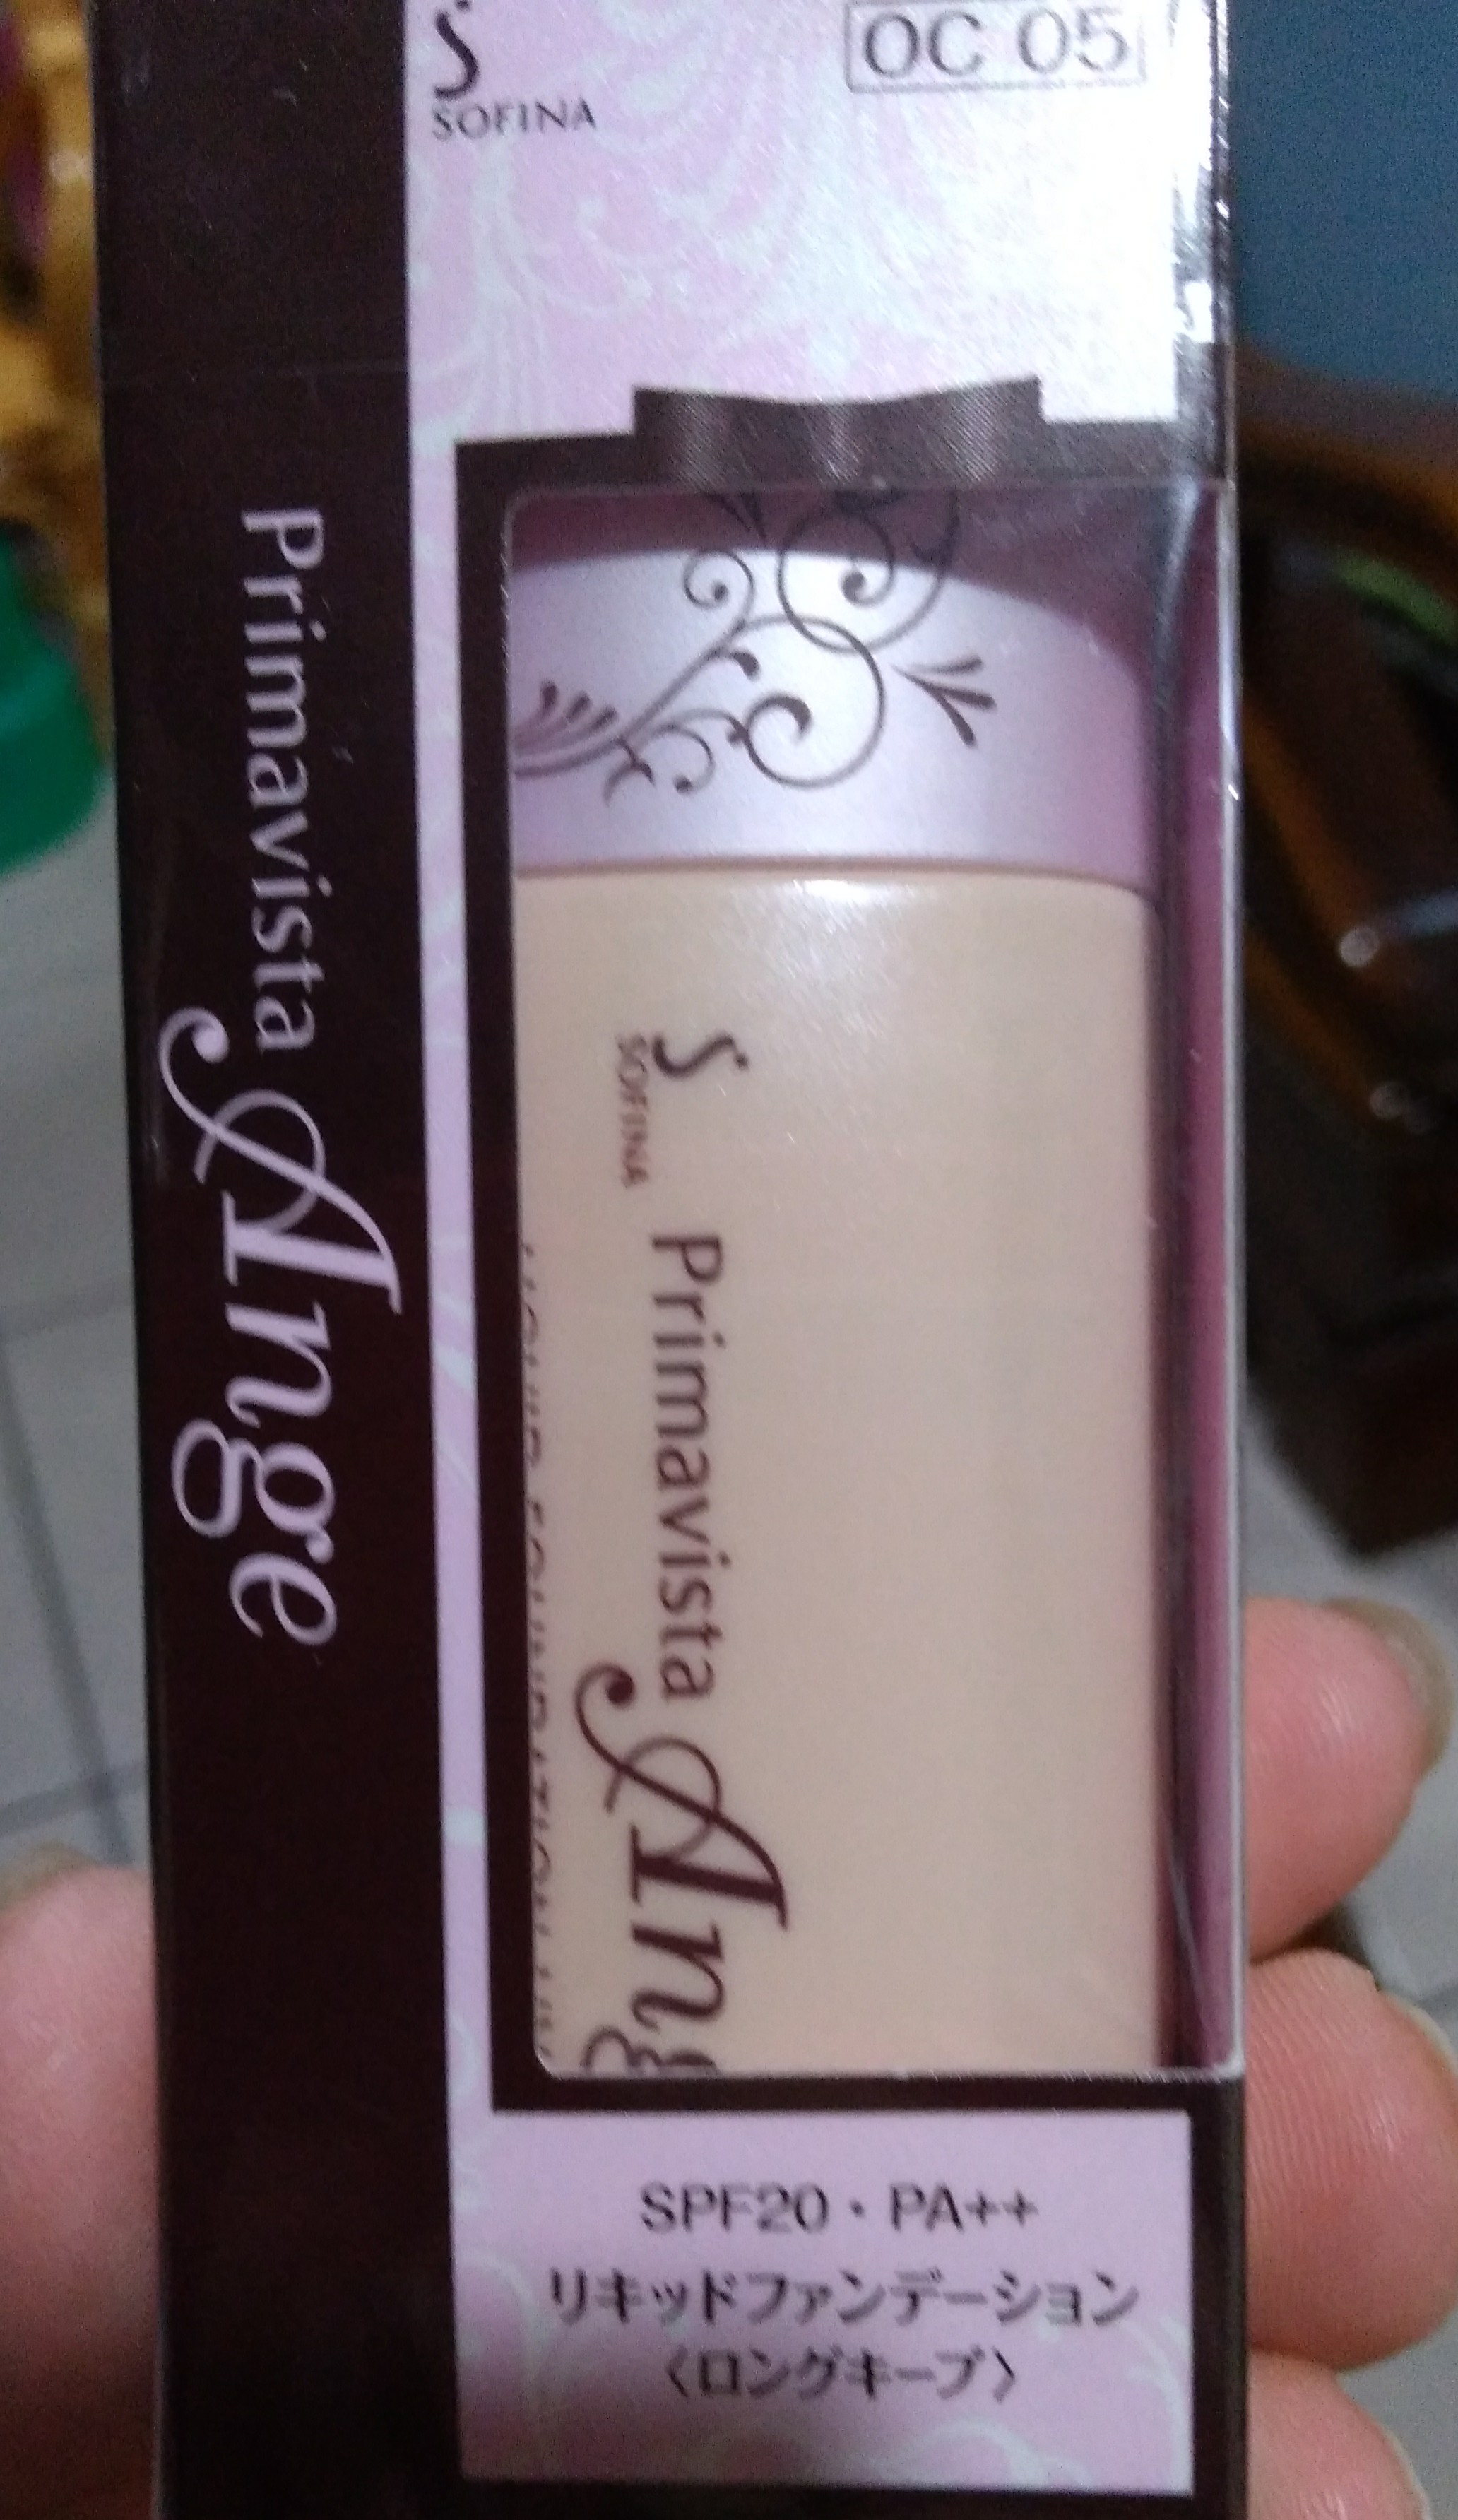 SOFINA
OC 05
Primavista Ange
SOFINA
Primavista Ang
SPF20・PA++
リキッドファンデーション
〈ロングキープ〉